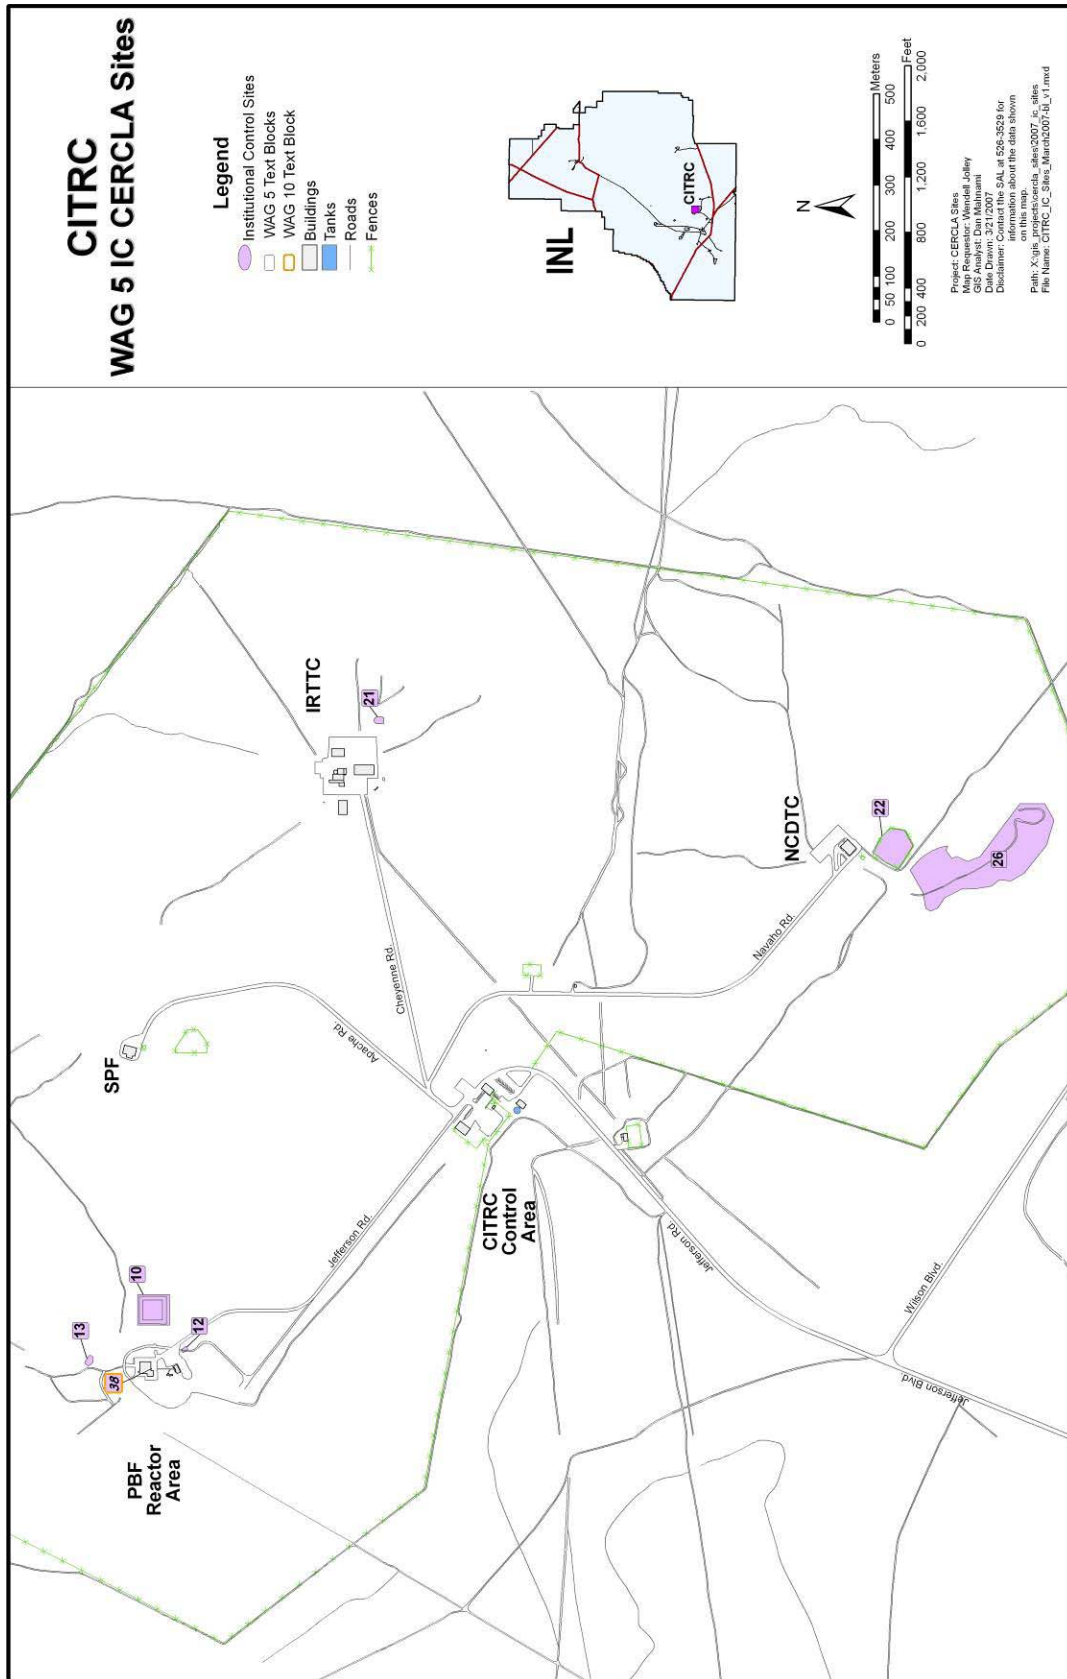 CITRC
WAG 5 IC CERCLA Sites
Legend
Institutional Control Sites
WAG 5 Text Blocks
WAG 10 Text Block
Buildings
Tanks
Roads
Fences
INL
CITRC
N
0 50 100 200 300 400 500
Meters
0 200 400 800 1,200 1,600 2,000
Feet
Project: CERCLA Sites
Map Requestor: Wendell Jolley
GIS Analyst: Dan Mahnami
Date Drawn: 3/21/2007
Disclaimer: Contact the SAL at 526-3529 for
information about the data shown
on this map.
Path: X:\gis_projects\cercla_sites\2007_ic_sites
File Name: CITRC_IC_Sites_March2007-bl_v1.mxd
PBF
Reactor
Area
38
13
12
10
SPF
IRTTC
21
Apache Rd.
Cheyenne Rd.
Jefferson Rd.
CITRC
Control
Area
Jefferson Rd.
Navaho Rd.
NCDTC
22
26
Wilson Blvd.
Jefferson Blvd.